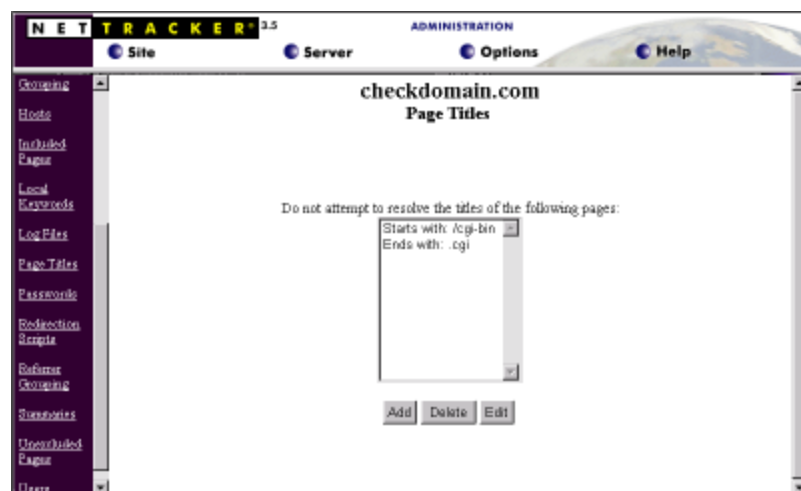 NET TRACKER® 3.5
ADMINISTRATION
Site Server Options Help
Grouping
Hosts
Included
Pages
Local
Keywords
Log Files
Page Titles
Passwords
Redirection
Scripts
Referrer
Grouping
Summaries
Unexcluded
Pages
Users
checkdomain.com
Page Titles
Do not attempt to resolve the titles of the following pages:
Starts with: /cgi-bin
Ends with: .cgi
Add Delete Edit